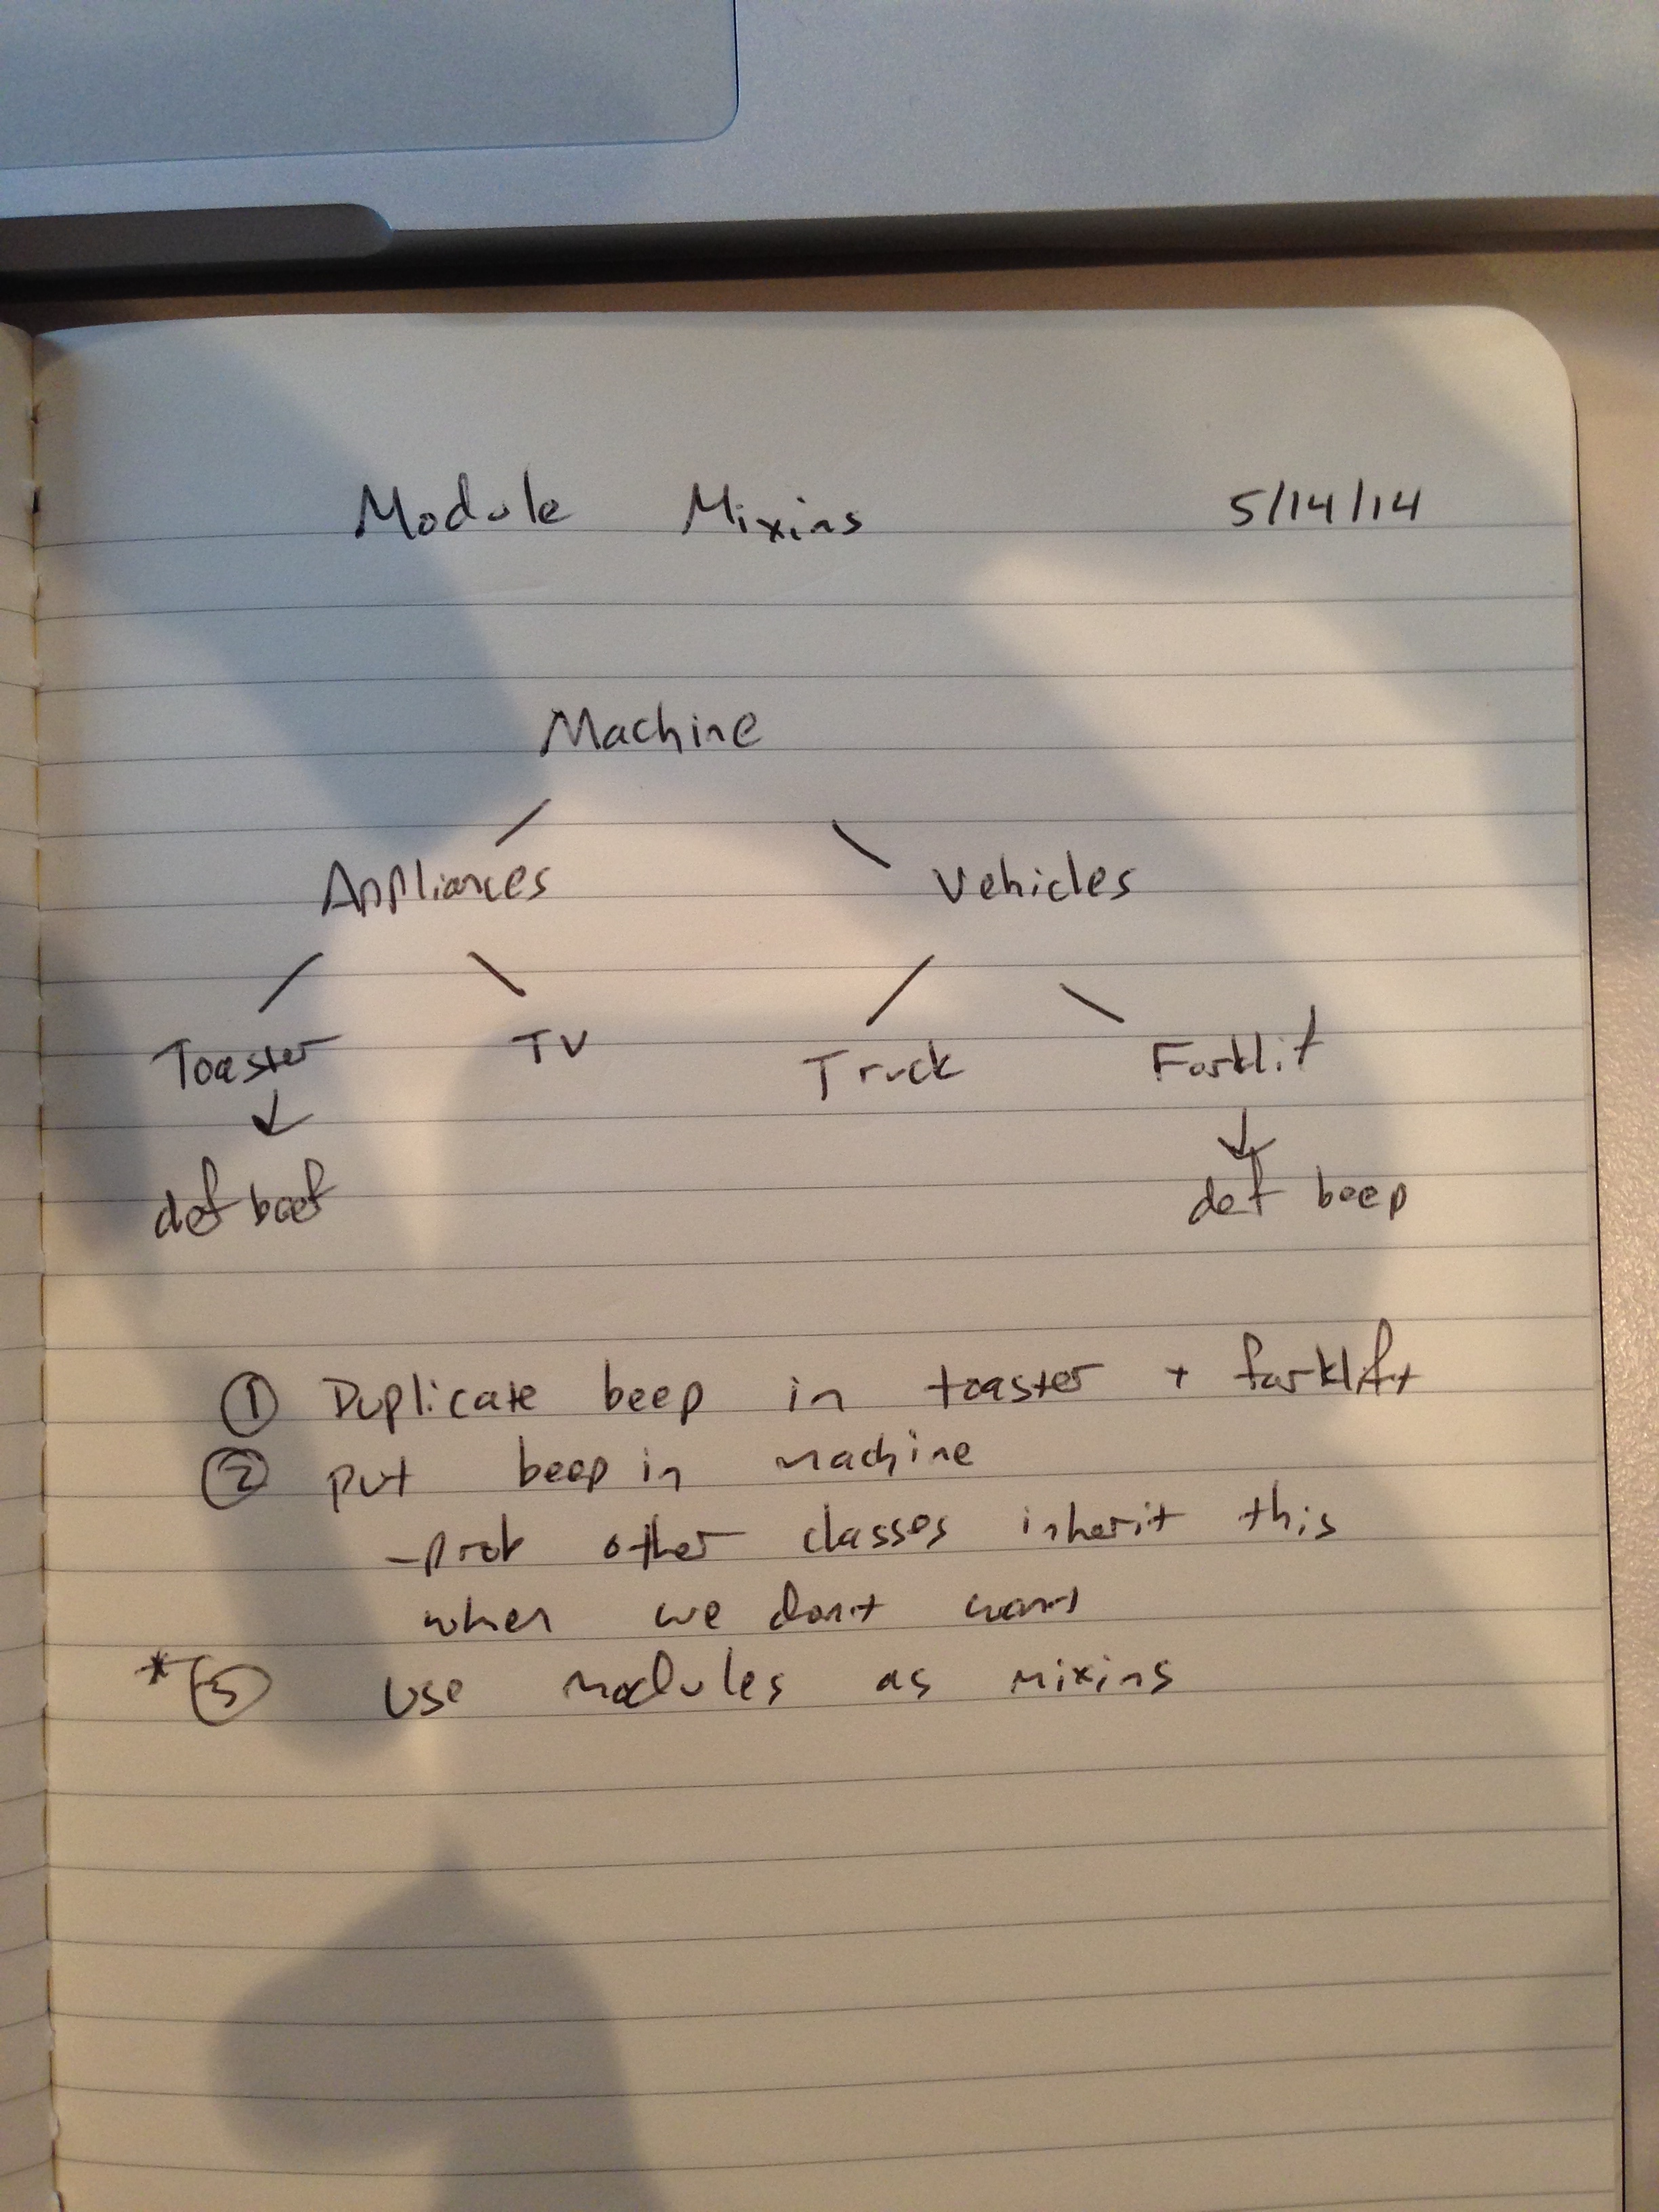 Module Mixins 5/14/14
Machine
Appliances Vehicles
Toaster TV Truck Forklift
def beef def beep
① Duplicate beep in toaster + forklift
② put beep in machine
- prob other classes inherit this
when we don't want
* ③ use modules as mixins